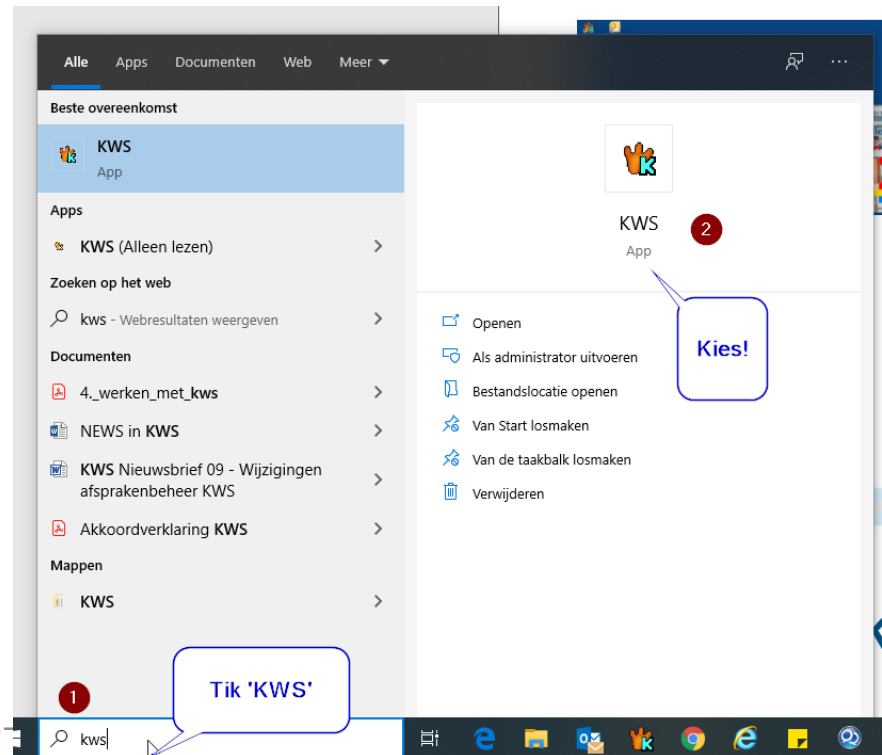 Alle Apps Documenten Web Meer
Beste overeenkomst
KWS
App
Apps
KWS (Alleen lezen)
Zoeken op het web
kws - Webresultaten weergeven
Documenten
4._werken_met_kws
NEWS in KWS
KWS Nieuwsbrief 09 - Wijzigingen
afsprakenbeheer KWS
Akkoordverklaring KWS
Mappen
KWS
1
Tik 'KWS'
kws
KWS
2
App
Kies!
Openen
Als administrator uitvoeren
Bestandslocatie openen
Van Start losmaken
Van de taakbalk losmaken
Verwijderen